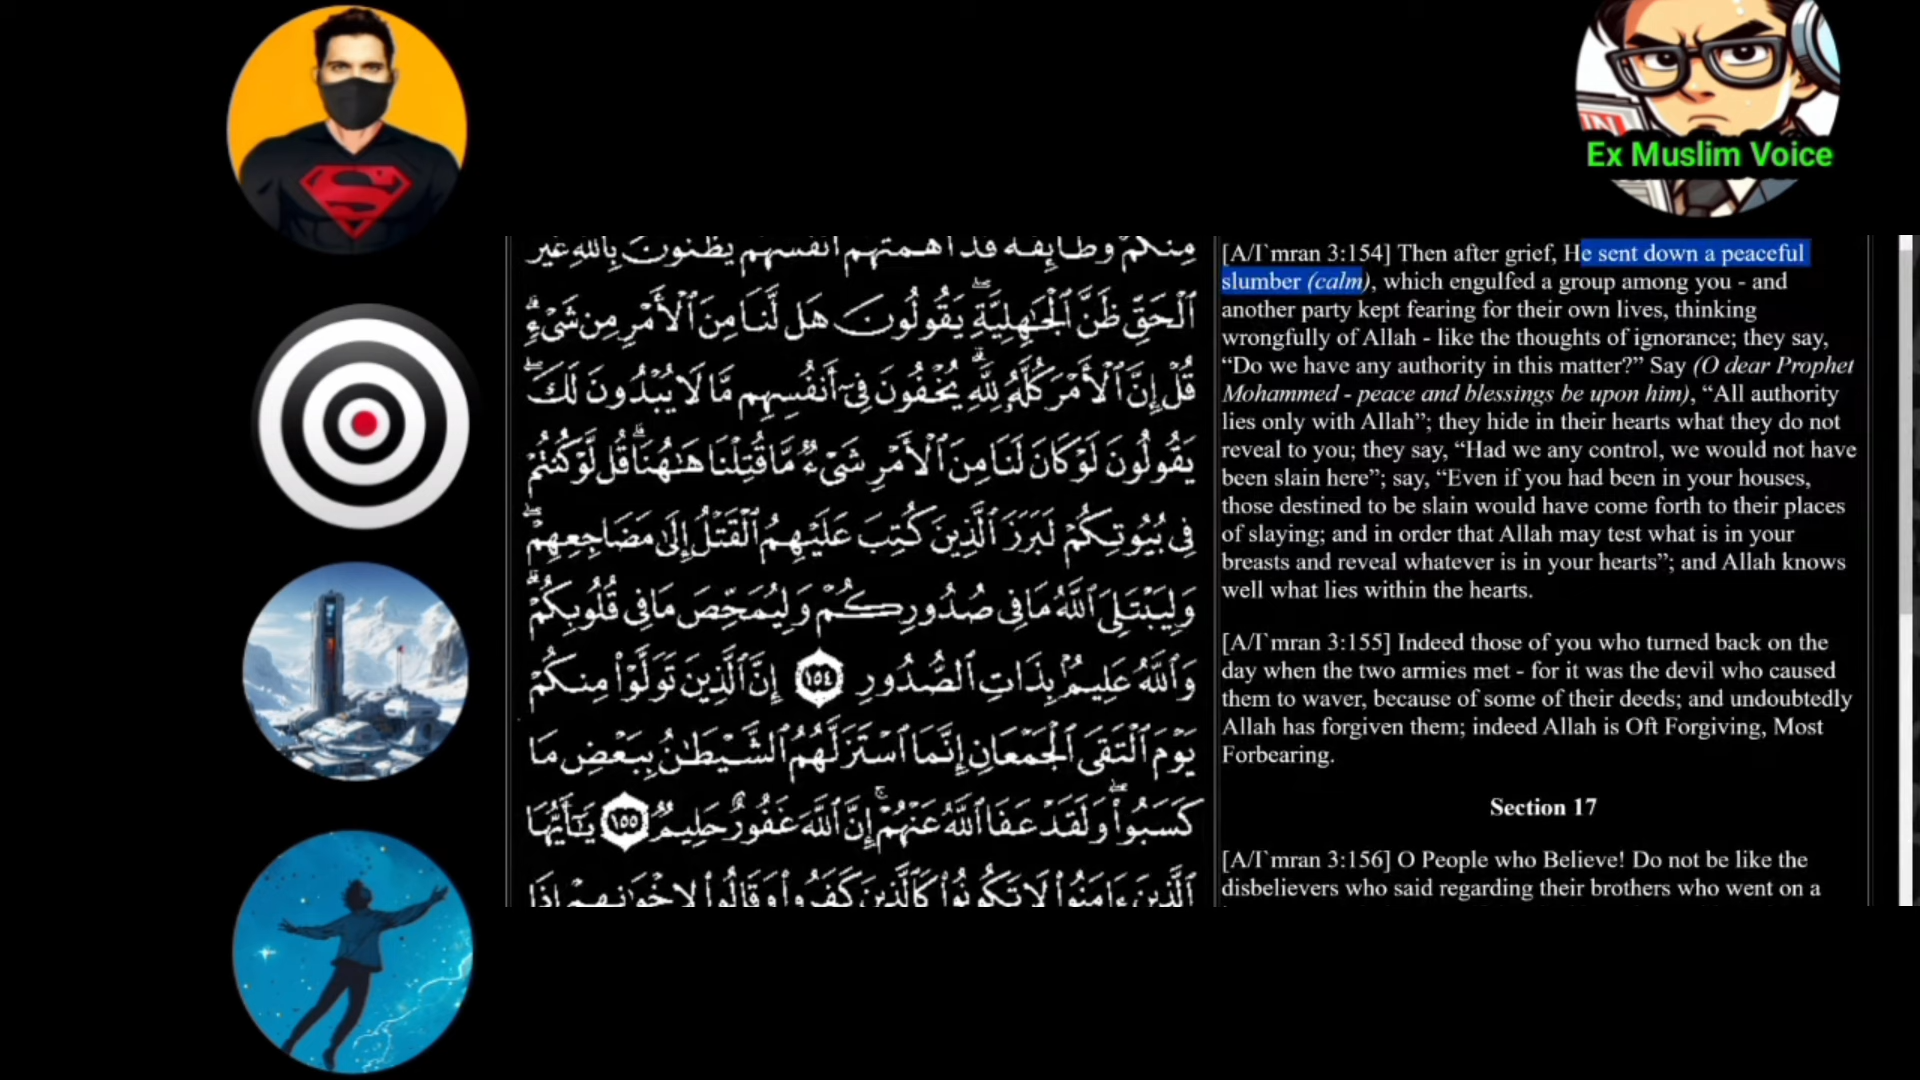 IN
Ex Muslim Voice
مِنكُمْ وَطَائِفَةٌ قَدْ أَهَمَّتْهُمْ أَنفُسُهُمْ يَظُنُّونَ بِٱللَّهِ غَيْرَ
ٱلْحَقِّ ظَنَّ ٱلْجَٰهِلِيَّةِۖ يَقُولُونَ هَل لَّنَا مِنَ ٱلْأَمْرِ مِن شَىْءٍۗ
قُلْ إِنَّ ٱلْأَمْرَ كُلَّهُۥ لِلَّهِۗ يُخْفُونَ فِىٓ أَنفُسِهِم مَّا لَا يُبْدُونَ لَكَۖ
يَقُولُونَ لَوْ كَانَ لَنَا مِنَ ٱلْأَمْرِ شَىْءٌ مَّا قُتِلْنَا هَٰهُنَاۗ قُل لَّوْ كُنتُمْ
فِى بُيُوتِكُمْ لَبَرَزَ ٱلَّذِينَ كُتِبَ عَلَيْهِمُ ٱلْقَتْلُ إِلَىٰ مَضَاجِعِهِمْۖ
وَلِيَبْتَلِىَ ٱللَّهُ مَا فِى صُدُورِكُمْ وَلِيُمَحِّصَ مَا فِى قُلُوبِكُمْۗ
وَٱللَّهُ عَلِيمٌۢ بِذَاتِ ٱلصُّدُورِ ١٥٤ إِنَّ ٱلَّذِينَ تَوَلَّوْا۟ مِنكُمْ
يَوْمَ ٱلْتَقَى ٱلْجَمْعَانِ إِنَّمَا ٱسْتَزَلَّهُمُ ٱلشَّيْطَٰنُ بِبَعْضِ مَا
كَسَبُوا۟ۖ وَلَقَدْ عَفَا ٱللَّهُ عَنْهُمْۗ إِنَّ ٱللَّهَ غَفُورٌ حَلِيمٌ ١٥٥ يَٰٓأَيُّهَا
ٱلَّذِينَ ءَامَنُوا۟ لَا تَكُونُوا۟ كَٱلَّذِينَ كَفَرُوا۟ وَقَالُوا۟ لِإِخْوَٰنِهِمْ إِذَا
[A/I`mran 3:154] Then after grief, He sent down a peaceful
slumber (calm), which engulfed a group among you - and
another party kept fearing for their own lives, thinking
wrongfully of Allah - like the thoughts of ignorance; they say,
“Do we have any authority in this matter?” Say (O dear Prophet
Mohammed - peace and blessings be upon him), “All authority
lies only with Allah”; they hide in their hearts what they do not
reveal to you; they say, “Had we any control, we would not have
been slain here”; say, “Even if you had been in your houses,
those destined to be slain would have come forth to their places
of slaying; and in order that Allah may test what is in your
breasts and reveal whatever is in your hearts”; and Allah knows
well what lies within the hearts.
[A/I`mran 3:155] Indeed those of you who turned back on the
day when the two armies met - for it was the devil who caused
them to waver, because of some of their deeds; and undoubtedly
Allah has forgiven them; indeed Allah is Oft Forgiving, Most
Forbearing.
Section 17
[A/I`mran 3:156] O People who Believe! Do not be like the
disbelievers who said regarding their brothers who went on a